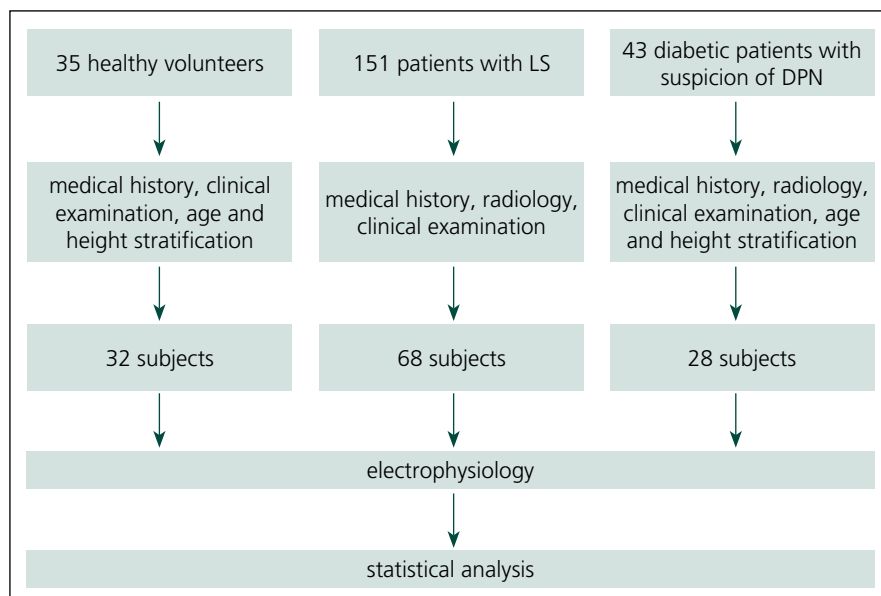 35 healthy volunteers
151 patients with LS
43 diabetic patients with
suspicion of DPN
medical history, clinical
examination, age and
height stratification
medical history, radiology,
clinical examination
medical history, radiology,
clinical examination, age
and height stratification
32 subjects
68 subjects
28 subjects
electrophysiology
statistical analysis